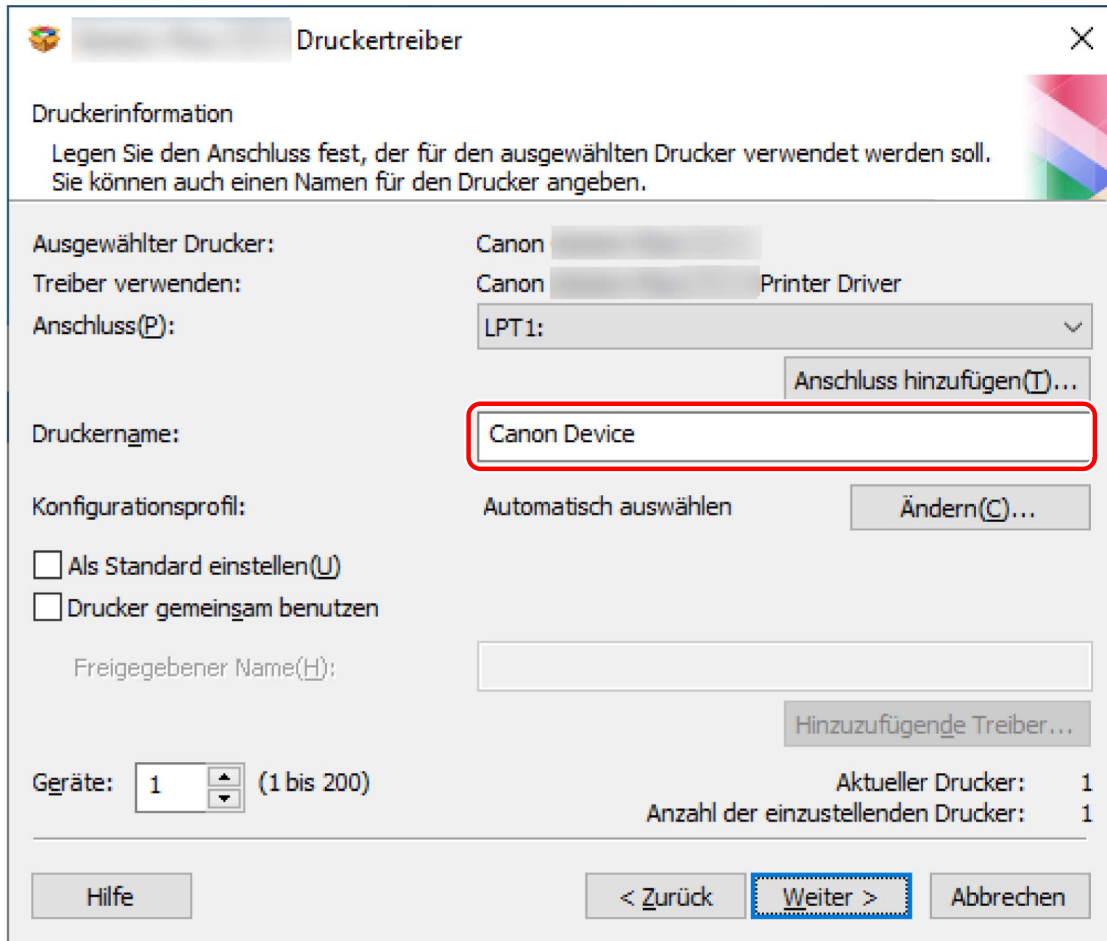 Druckertreiber
Druckerinformation
Legen Sie den Anschluss fest, der für den ausgewählten Drucker verwendet werden soll.
Sie können auch einen Namen für den Drucker angeben.
Ausgewählter Drucker: Canon
Treiber verwenden: Canon Printer Driver
Anschluss(P): LPT1:
Anschluss hinzufügen(T)...
Druckername: Canon Device
Konfigurationsprofil: Automatisch auswählen Ändern(C)...
Als Standard einstellen(U)
Drucker gemeinsam benutzen
Freigegebener Name(H):
Hinzuzufügende Treiber...
Geräte: 1 (1 bis 200) Aktueller Drucker: 1
Anzahl der einzustellenden Drucker: 1
Hilfe < Zurück Weiter > Abbrechen